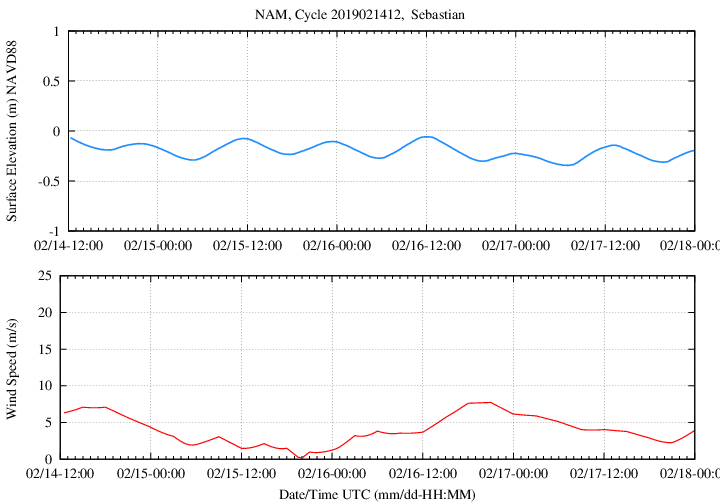 NAM, Cycle 2019021412, Sebastian
Surface Elevation (m) NAVD88
1
0.5
0
-0.5
-1
02/14-12:00 02/15-00:00 02/15-12:00 02/16-00:00 02/16-12:00 02/17-00:00 02/17-12:00 02/18-00:0
Wind Speed (m/s)
25
20
15
10
5
0
02/14-12:00 02/15-00:00 02/15-12:00 02/16-00:00 02/16-12:00 02/17-00:00 02/17-12:00 02/18-00:0
Date/Time UTC (mm/dd-HH:MM)